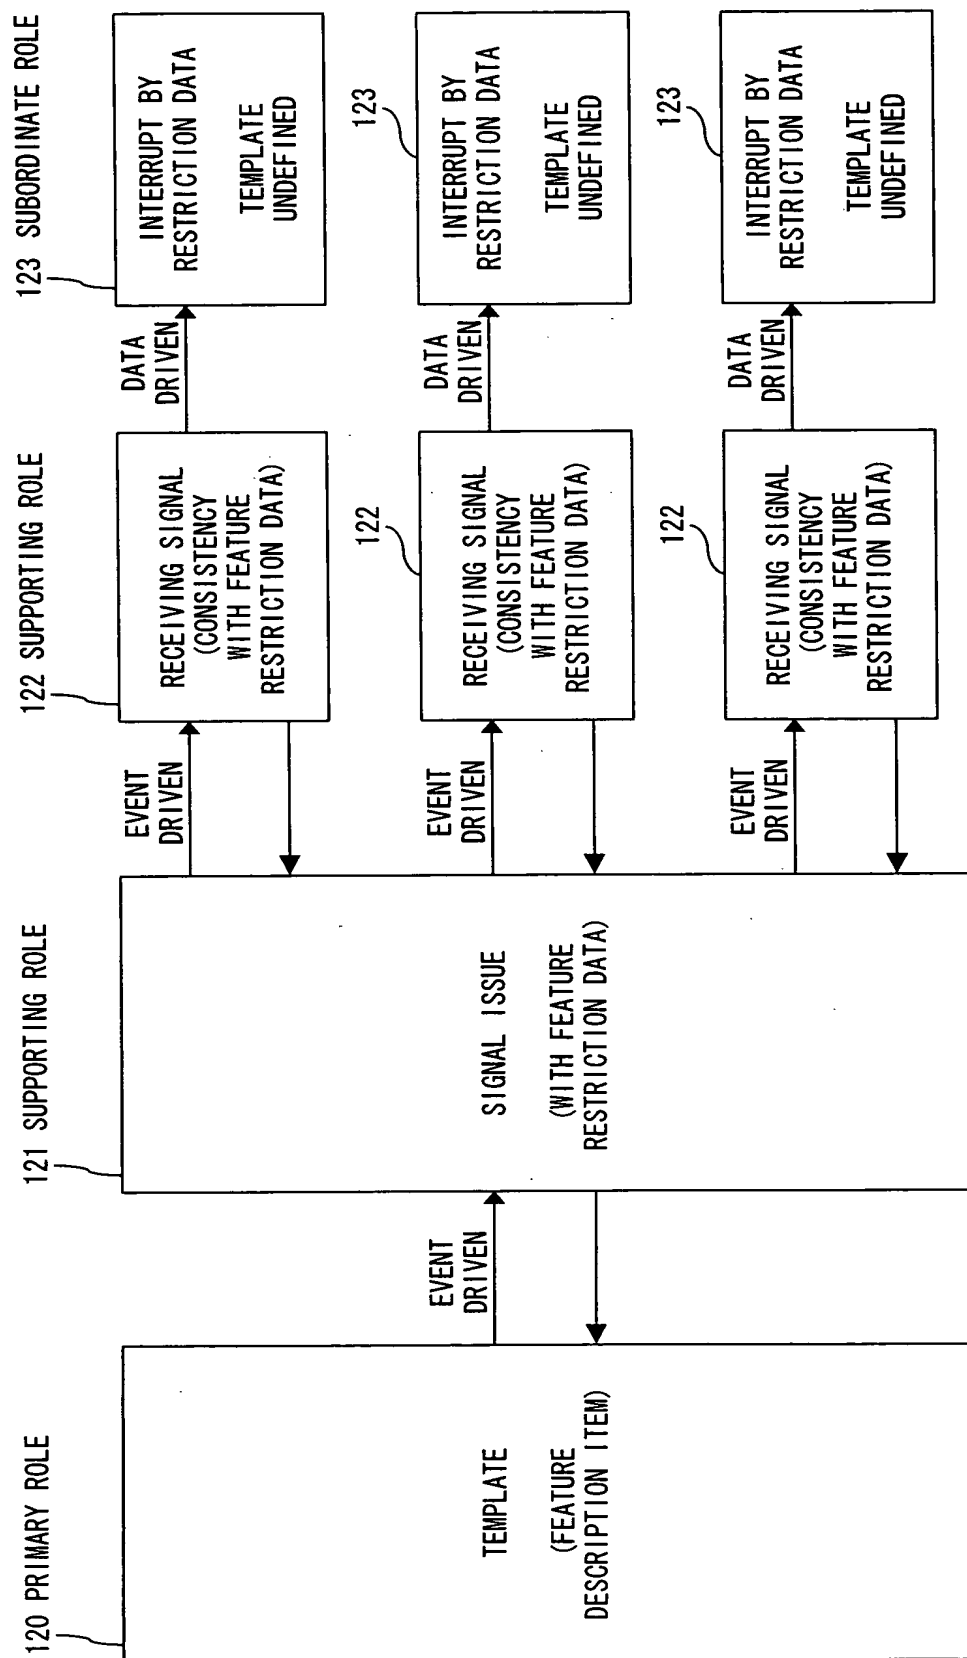 120 PRIMARY ROLE
TEMPLATE
(FEATURE
DESCRIPTION ITEM)
EVENT
DRIVEN
121 SUPPORTING ROLE
SIGNAL ISSUE
(WITH FEATURE
RESTRICTION DATA)
EVENT
DRIVEN
EVENT
DRIVEN
EVENT
DRIVEN
122 SUPPORTING ROLE
RECEIVING SIGNAL
(CONSISTENCY
WITH FEATURE
RESTRICTION DATA)
122
RECEIVING SIGNAL
(CONSISTENCY
WITH FEATURE
RESTRICTION DATA)
122
RECEIVING SIGNAL
(CONSISTENCY
WITH FEATURE
RESTRICTION DATA)
DATA
DRIVEN
DATA
DRIVEN
DATA
DRIVEN
123 SUBORDINATE ROLE
INTERRUPT BY
RESTRICTION DATA
TEMPLATE
UNDEFINED
123
INTERRUPT BY
RESTRICTION DATA
TEMPLATE
UNDEFINED
123
INTERRUPT BY
RESTRICTION DATA
TEMPLATE
UNDEFINED